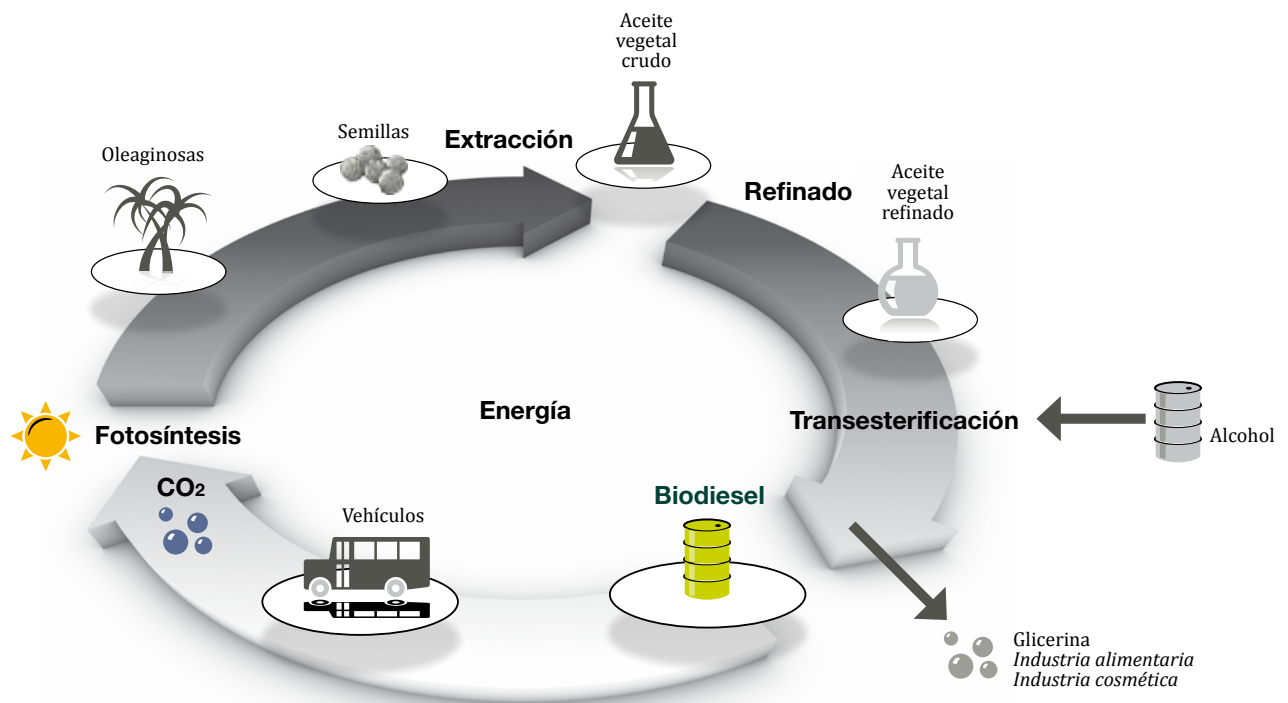 Aceite
vegetal
crudo
Semillas
Extracción
Oleaginosas
Refinado
Aceite
vegetal
refinado
Energía
Transesterificación
Alcohol
Fotosíntesis
CO2
Vehículos
Biodiesel
Glicerina
Industria alimentaria
Industria cosmética